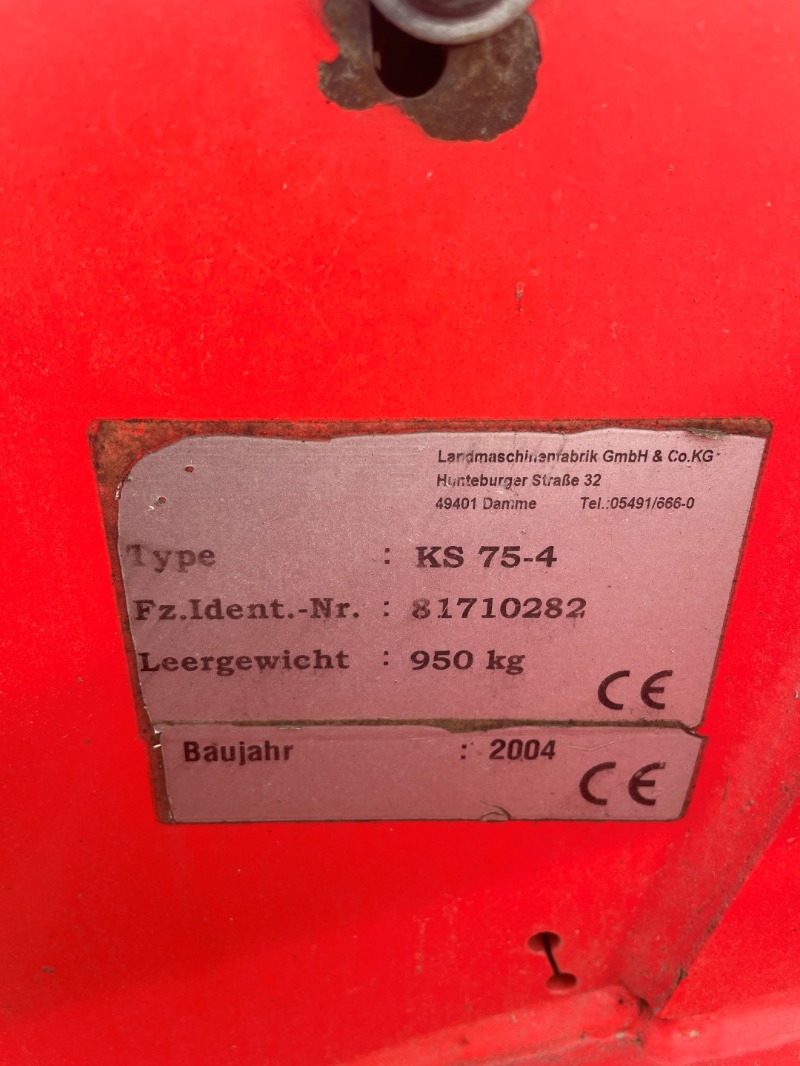 Landmaschinenfabrik GmbH & Co.KG
Hunteburger Straße 32
49401 Damme Tel.:05491/666-0
Type : KS 75-4
Fz.Ident.-Nr. : 81710282
Leergewicht : 950 kg
CE
Baujahr : 2004
CE